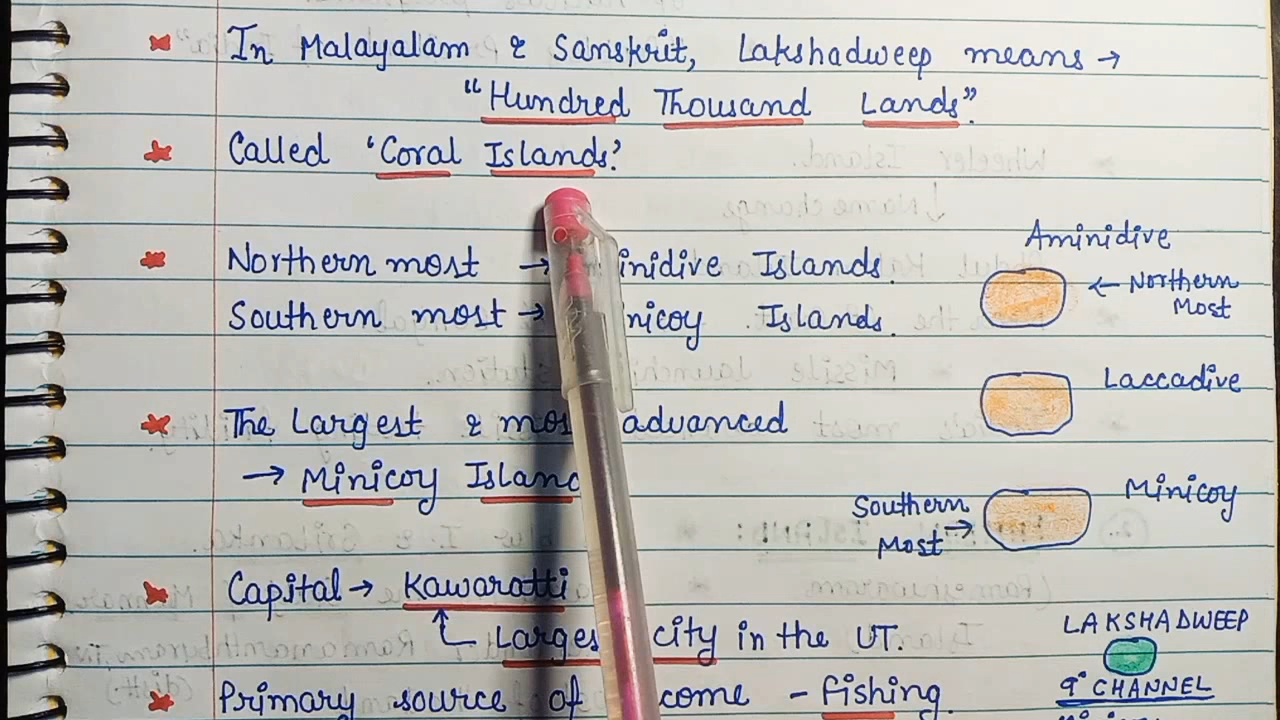 In Malayalam & Sanskrit, Lakshadweep means →
"Hundred Thousand Lands".
Called 'Coral Islands'.
Northern most → inidive Islands.
Southern most → nicoy Islands.
The Largest & mos advanced
→ Minicoy Islan
Capital → Kawaratti
Larges city in the UT.
Primary source of come - fishing.
Aminidive
← Northern
Most
Laccadive
Minicoy
Southern →
Most
LAKSHADWEEP
9° CHANNEL